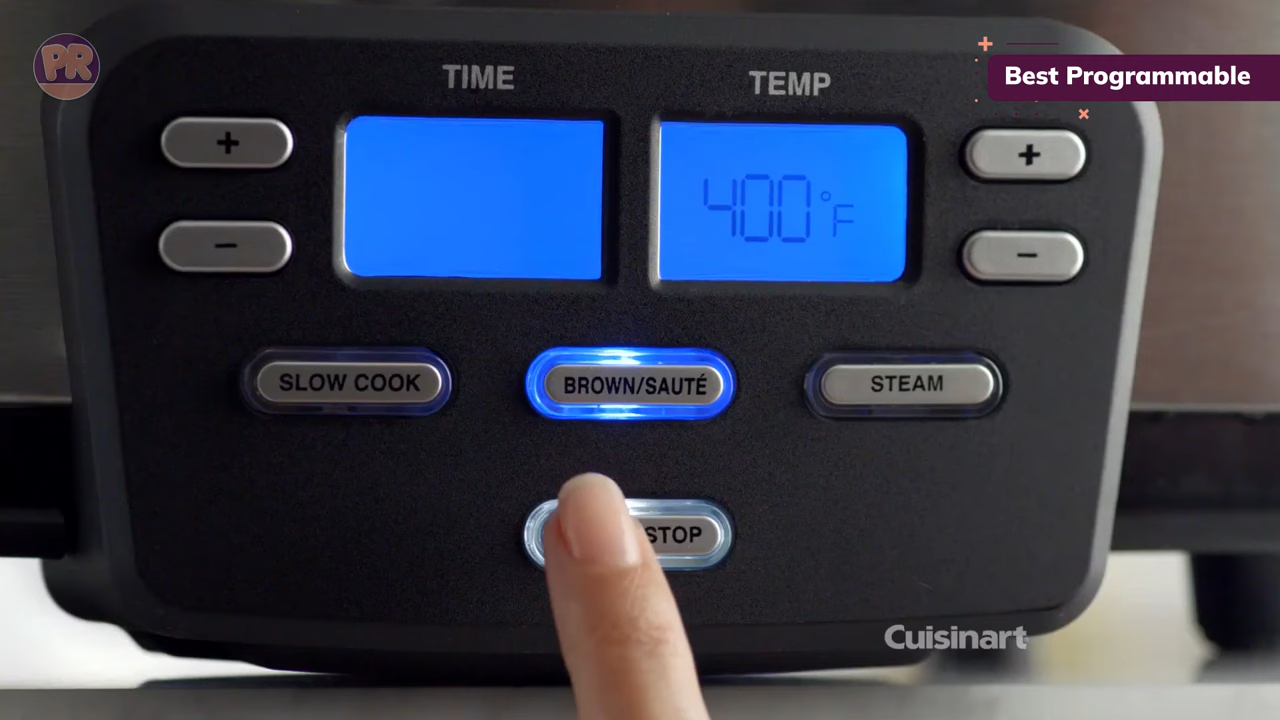 PR
Best Programmable
TIME
TEMP
+
+
400°F
-
-
SLOW COOK
BROWN/SAUTÉ
STEAM
STOP
Cuisinart